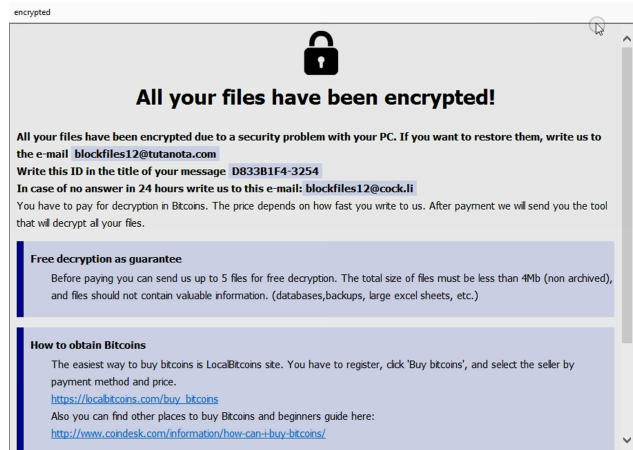 encrypted
All your files have been encrypted!
All your files have been encrypted due to a security problem with your PC. If you want to restore them, write us to
the e-mail blockfiles12@tutanota.com
Write this ID in the title of your message D833B1F4-3254
In case of no answer in 24 hours write us to this e-mail: blockfiles12@cock.li
You have to pay for decryption in Bitcoins. The price depends on how fast you write to us. After payment we will send you the tool
that will decrypt all your files.
Free decryption as guarantee
Before paying you can send us up to 5 files for free decryption. The total size of files must be less than 4Mb (non archived),
and files should not contain valuable information. (databases,backups, large excel sheets, etc.)
How to obtain Bitcoins
The easiest way to buy bitcoins is LocalBitcoins site. You have to register, click 'Buy bitcoins', and select the seller by
payment method and price.
https://localbitcoins.com/buy_bitcoins
Also you can find other places to buy Bitcoins and beginners guide here:
http://www.coindesk.com/information/how-can-i-buy-bitcoins/